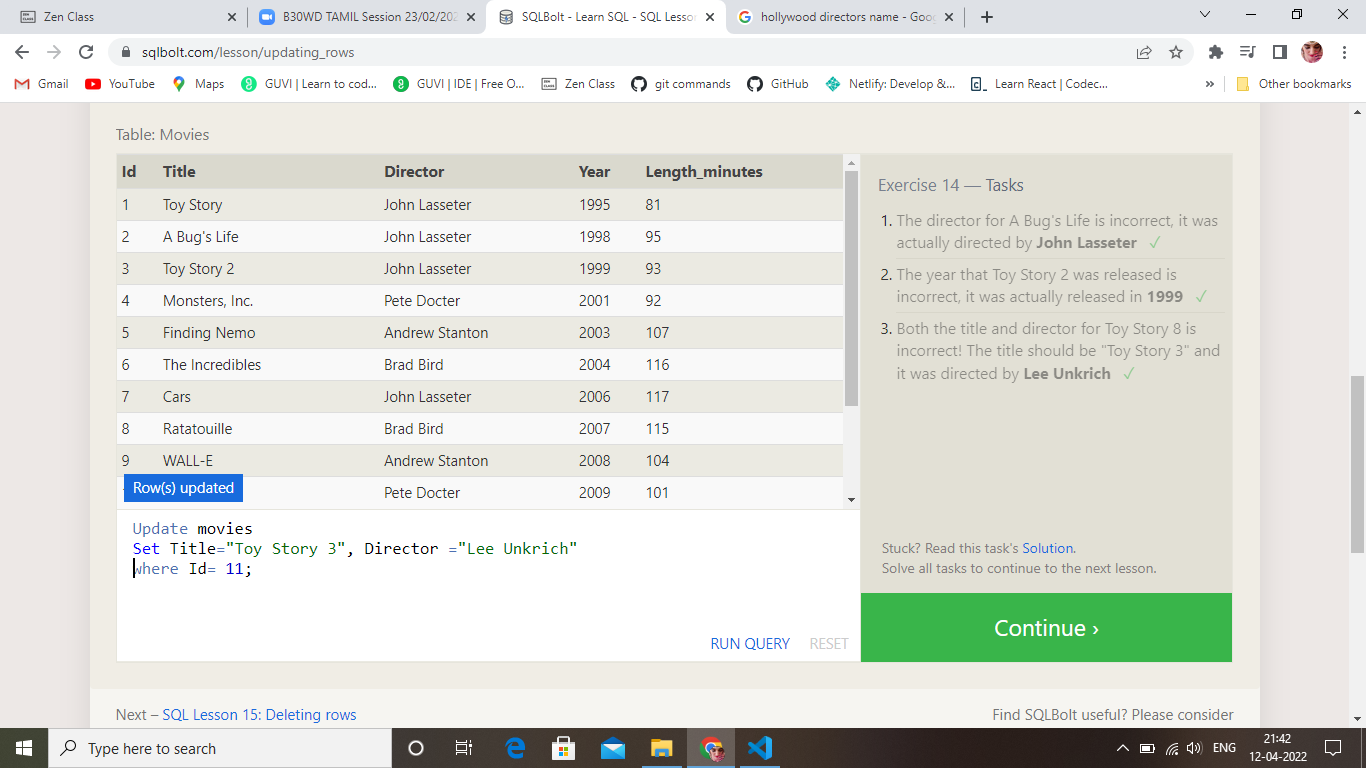 Zen Class
B30WD TAMIL Session 23/02/202
SQLBolt - Learn SQL - SQL Lesso
hollywood directors name - Goo
sqlbolt.com/lesson/updating_rows
Gmail YouTube Maps GUVI | Learn to cod... GUVI | IDE | Free O... Zen Class git commands GitHub Netlify: Develop &... Learn React | Codec... » Other bookmarks
Table: Movies
Id Title Director Year Length_minutes
1 Toy Story John Lasseter 1995 81
2 A Bug's Life John Lasseter 1998 95
3 Toy Story 2 John Lasseter 1999 93
4 Monsters, Inc. Pete Docter 2001 92
5 Finding Nemo Andrew Stanton 2003 107
6 The Incredibles Brad Bird 2004 116
7 Cars John Lasseter 2006 117
8 Ratatouille Brad Bird 2007 115
9 WALL-E Andrew Stanton 2008 104
Pete Docter 2009 101
Row(s) updated
Update movies
Set Title="Toy Story 3", Director ="Lee Unkrich"
where Id= 11;
RUN QUERY RESET
Exercise 14 — Tasks
1. The director for A Bug's Life is incorrect, it was
actually directed by John Lasseter ✓
2. The year that Toy Story 2 was released is
incorrect, it was actually released in 1999 ✓
3. Both the title and director for Toy Story 8 is
incorrect! The title should be "Toy Story 3" and
it was directed by Lee Unkrich ✓
Stuck? Read this task's Solution.
Solve all tasks to continue to the next lesson.
Continue ›
Next – SQL Lesson 15: Deleting rows
Find SQLBolt useful? Please consider
Type here to search
ENG
21:42
12-04-2022